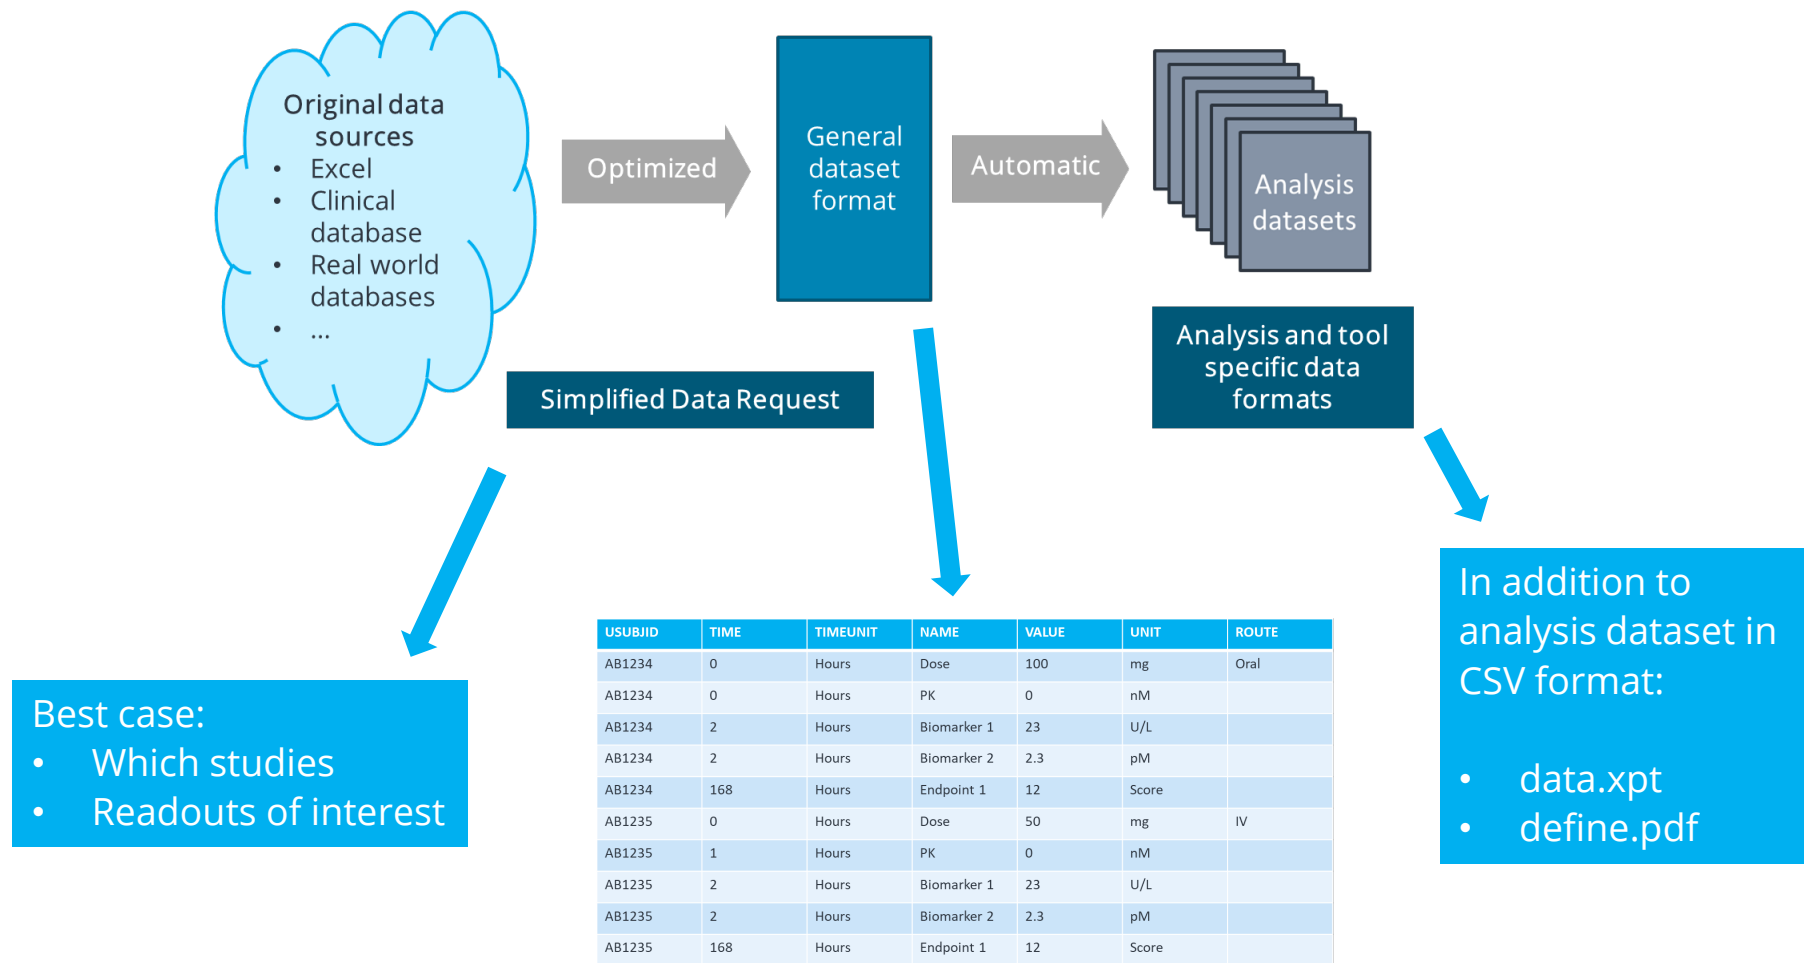 Original data
sources
• Excel
• Clinical
database
• Real world
databases
• ...
Optimized
General
dataset
format
Automatic
Analysis
datasets
Simplified Data Request
Analysis and tool
specific data
formats
Best case:
• Which studies
• Readouts of interest
USUBJID TIME TIMEUNIT NAME VALUE UNIT ROUTE
AB1234 0 Hours Dose 100 mg Oral
AB1234 0 Hours PK 0 nM
AB1234 2 Hours Biomarker 1 23 U/L
AB1234 2 Hours Biomarker 2 2.3 pM
AB1234 168 Hours Endpoint 1 12 Score
AB1235 0 Hours Dose 50 mg IV
AB1235 1 Hours PK 0 nM
AB1235 2 Hours Biomarker 1 23 U/L
AB1235 2 Hours Biomarker 2 2.3 pM
AB1235 168 Hours Endpoint 1 12 Score
In addition to
analysis dataset in
CSV format:
• data.xpt
• define.pdf